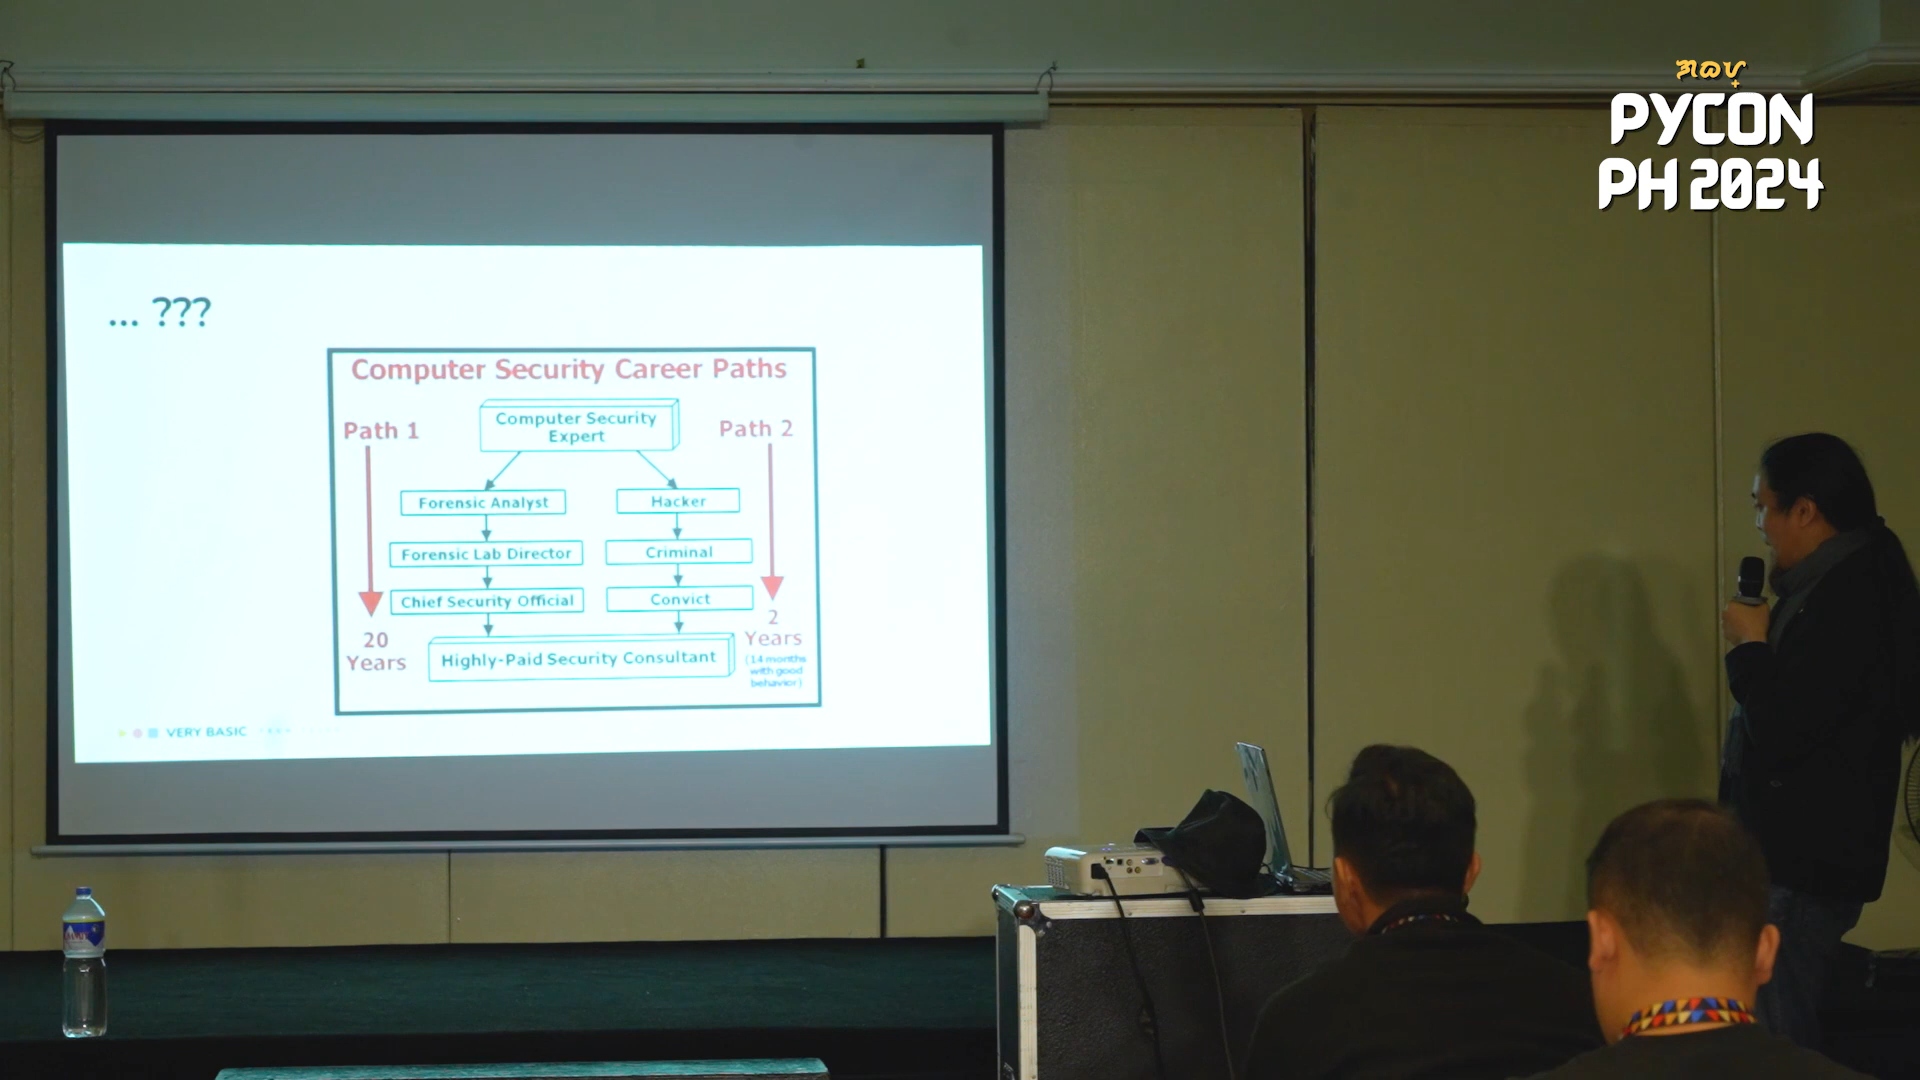 ᜉᜌ᜔
PYCON
PH 2024
... ???
Computer Security Career Paths
Path 1
Computer Security
Expert
Path 2
Forensic Analyst
Hacker
Forensic Lab Director
Criminal
Chief Security Official
Convict
20
Years
Highly-Paid Security Consultant
2
Years
(14 months
with good
behavior)
VERY BASIC